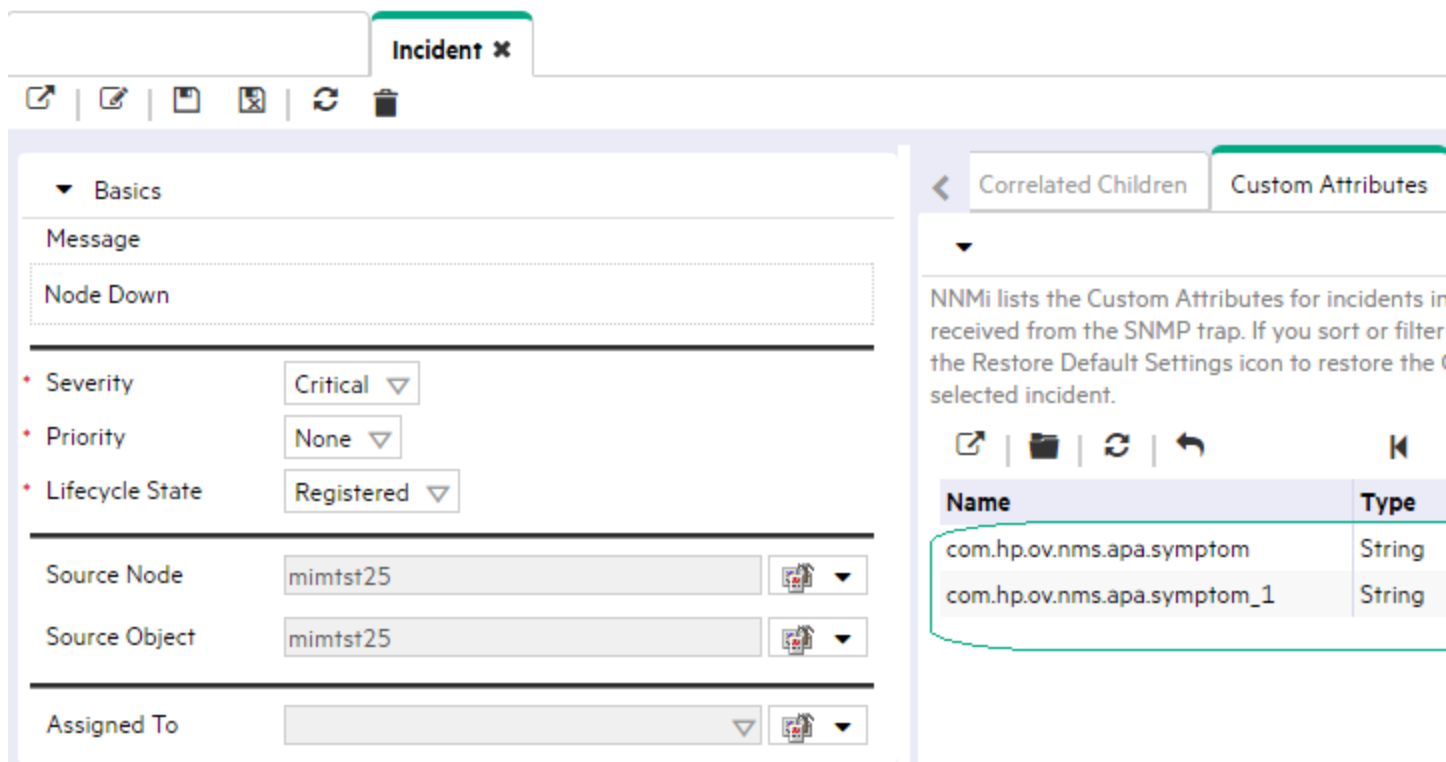 Incident ✖
Basics
Message
Node Down
* Severity
Critical
* Priority
None
* Lifecycle State
Registered
Source Node
mimtst25
Source Object
mimtst25
Assigned To
Correlated Children
Custom Attributes
NNMi lists the Custom Attributes for incidents in
received from the SNMP trap. If you sort or filter
the Restore Default Settings icon to restore the
selected incident.
Name Type
com.hp.ov.nms.apa.symptom String
com.hp.ov.nms.apa.symptom_1 String